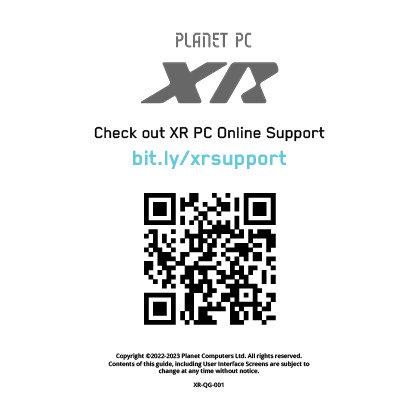 PLANET PC
XR
Check out XR PC Online Support
bit.ly/xrsupport
Copyright ©2022-2023 Planet Computers Ltd. All rights reserved.
Contents of this guide, including User Interface Screens are subject to
change at any time without notice.
XR-QG-001